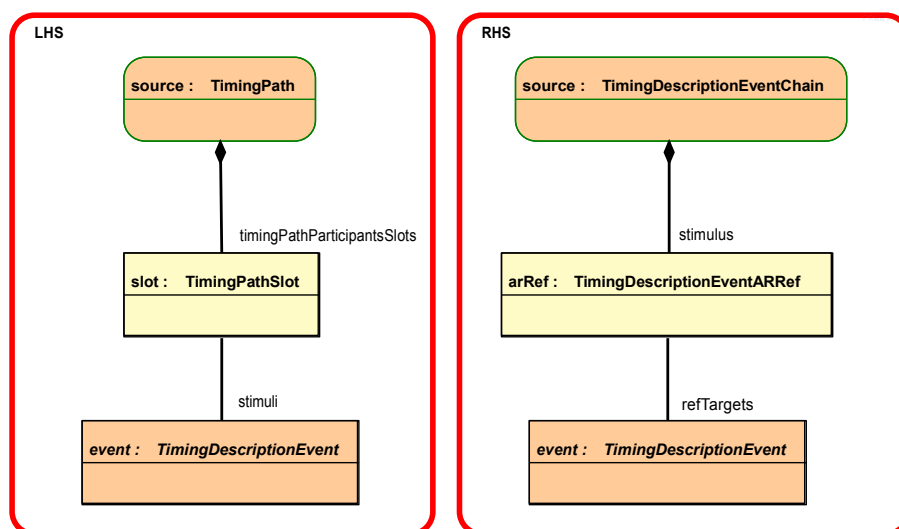 LHS
source : TimingPath
timingPathParticipantsSlots
slot : TimingPathSlot
stimuli
event : TimingDescriptionEvent
RHS
source : TimingDescriptionEventChain
stimulus
arRef : TimingDescriptionEventARRef
refTargets
event : TimingDescriptionEvent